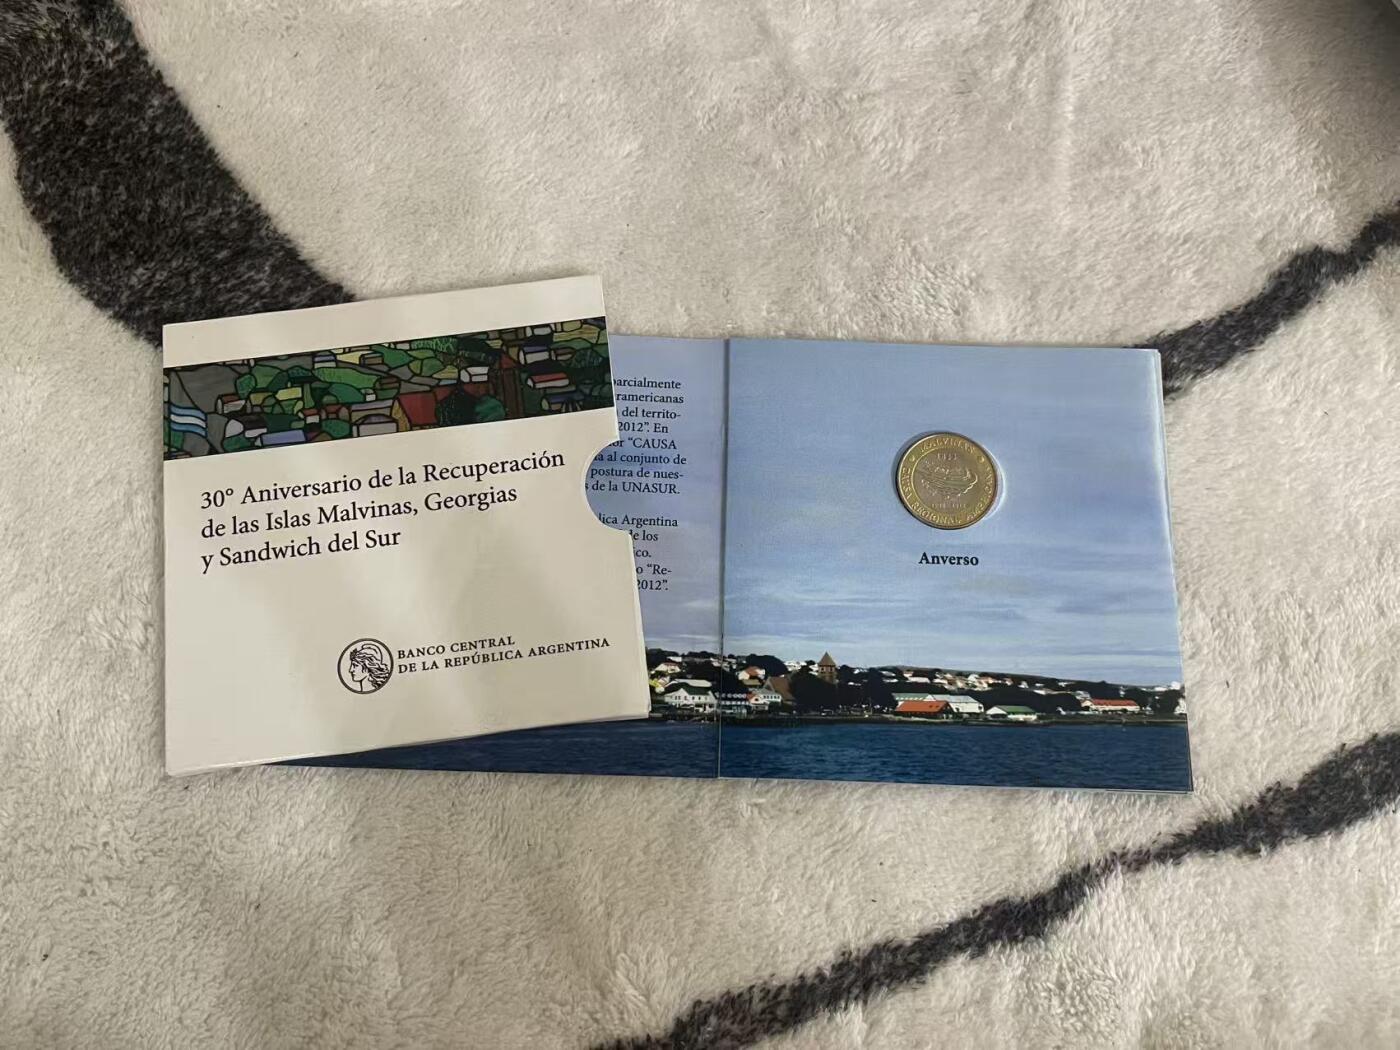 30° Aniversario de la Recuperación
de las Islas Malvinas, Georgias
y Sandwich del Sur
BANCO CENTRAL
DE LA REPÚBLICA ARGENTINA
parcialmente
ramericanas
del territo-
2012”. En
“CAUSA
al conjunto de
postura de nues-
de la UNASUR.
Argentina
de los
“Re-
2012”.
MALVINAS
CAUSA REGIONAL
Anverso